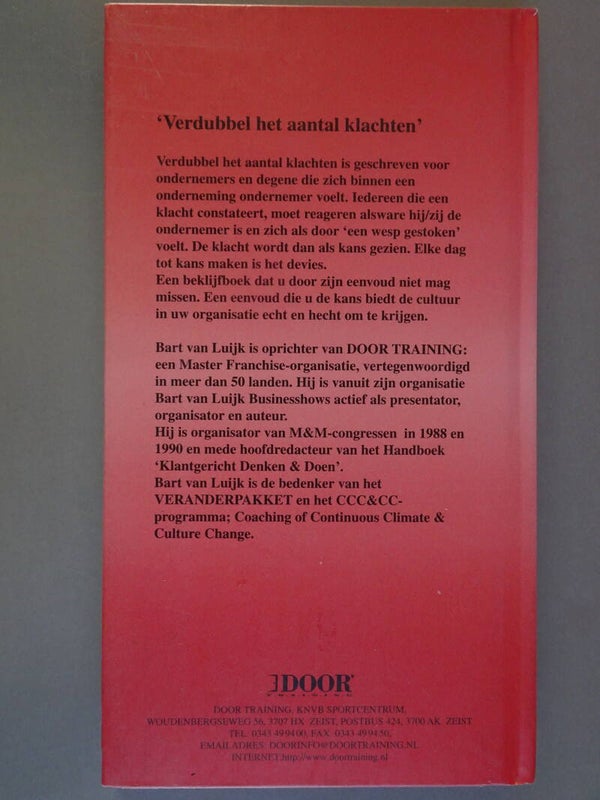 ‘Verdubbel het aantal klachten’
Verdubbel het aantal klachten is geschreven voor
ondernemers en degene die zich binnen een
onderneming ondernemer voelt. Iedereen die een
klacht constateert, moet reageren alsware hij/zij de
ondernemer is en zich als door ‘een wesp gestoken’
voelt. De klacht wordt dan als kans gezien. Elke dag
tot kans maken is het devies.
Een beklijfboek dat u door zijn eenvoud niet mag
missen. Een eenvoud die u de kans biedt de cultuur
in uw organisatie echt en hecht om te krijgen.
Bart van Luijk is oprichter van DOOR TRAINING:
een Master Franchise-organisatie, vertegenwoordigd
in meer dan 50 landen. Hij is vanuit zijn organisatie
Bart van Luijk Businesshows actief als presentator,
organisator en auteur.
Hij is organisator van M&M-congressen in 1988 en
1990 en mede hoofdredacteur van het Handboek
‘Klantgericht Denken & Doen’.
Bart van Luijk is de bedenker van het
VERANDERPAKKET en het CCC&CC-
programma; Coaching of Continuous Climate &
Culture Change.
DOOR
TRAINING
DOOR TRAINING. KNVB SPORTCENTRUM.
WOUDENBERGSEWEG 56, 3707 HX ZEIST, POSTBUS 424, 3700 AK ZEIST
TEL. 0343 49 94 00, FAX 0343 49 94 50,
EMAIL ADRES: DOORINFO@DOORTRAINING.NL
INTERNET.http://www.doortraining.nl